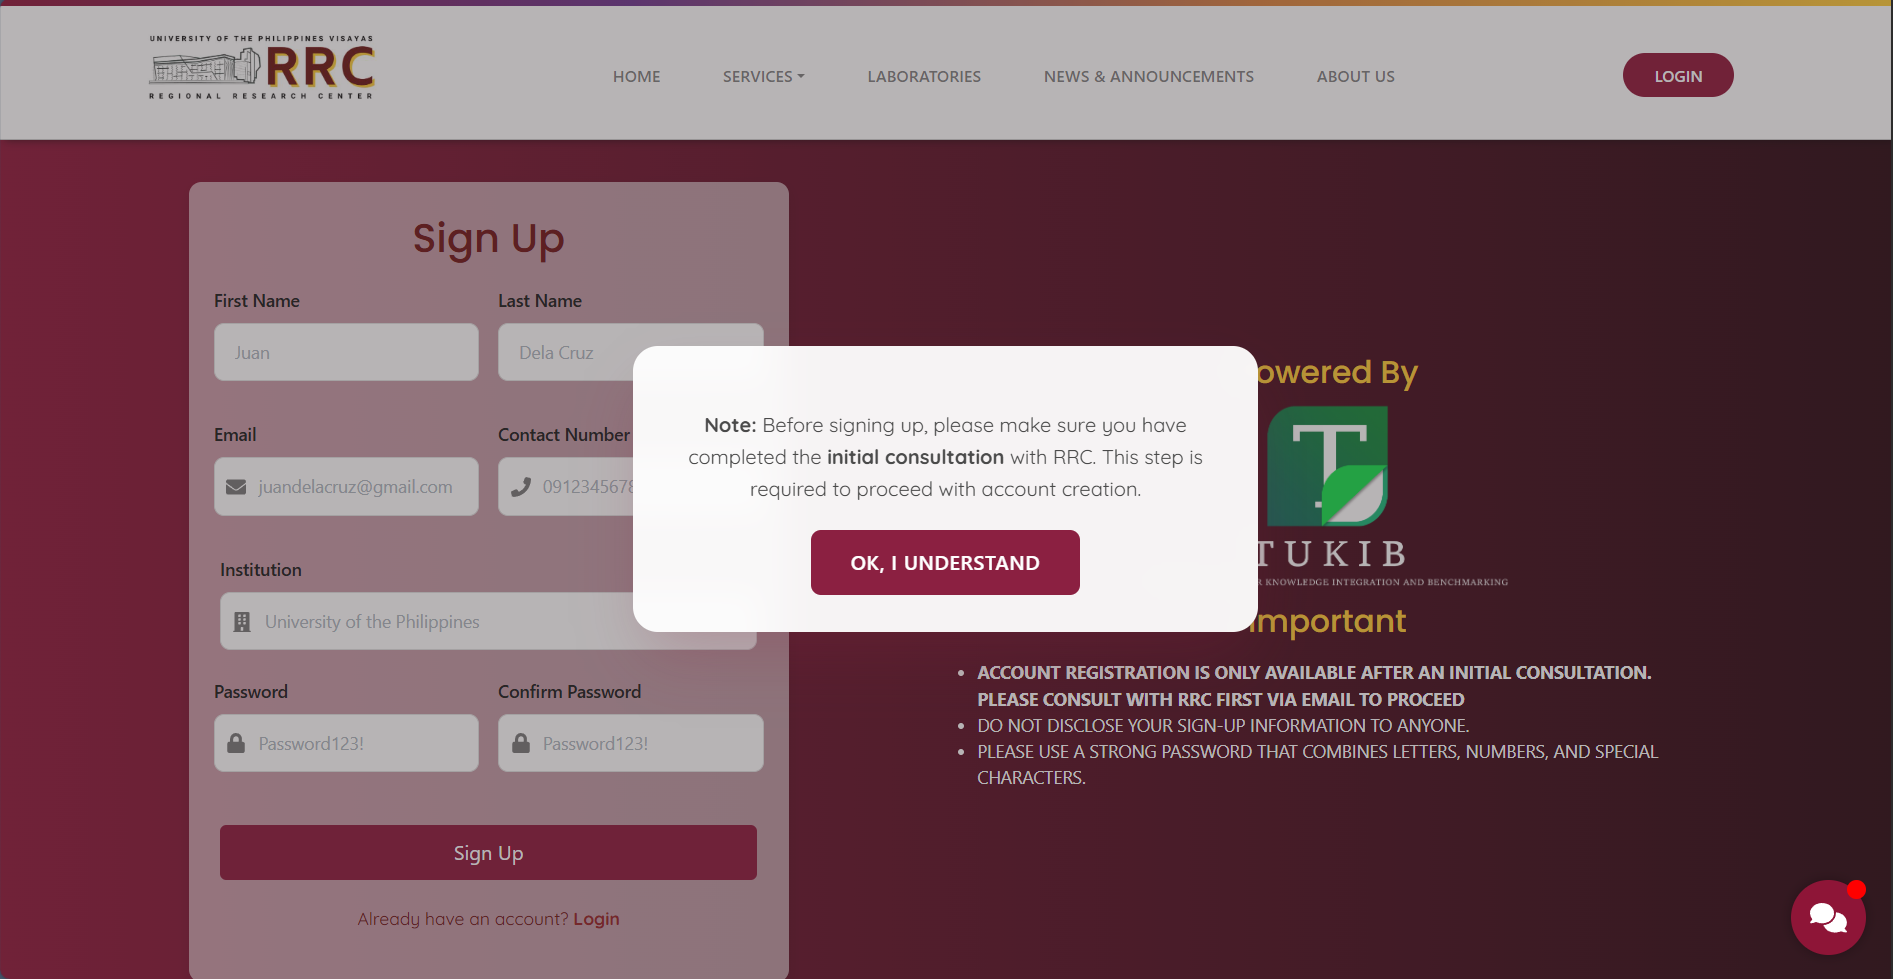 UNIVERSITY OF THE PHILIPPINES VISAYAS
RRC
REGIONAL RESEARCH CENTER
HOME
SERVICES
LABORATORIES
NEWS & ANNOUNCEMENTS
ABOUT US
LOGIN
Sign Up
First Name
Last Name
Juan
Dela Cruz
Email
Contact Number
juandelacruz@gmail.com
0912345678
Institution
University of the Philippines
Password
Confirm Password
Password123!
Password123!
Sign Up
Already have an account? Login
Note: Before signing up, please make sure you have
completed the initial consultation with RRC. This step is
required to proceed with account creation.
OK, I UNDERSTAND
owered By
TUKIB
R KNOWLEDGE INTEGRATION AND BENCHMARKING
Important
• ACCOUNT REGISTRATION IS ONLY AVAILABLE AFTER AN INITIAL CONSULTATION.
PLEASE CONSULT WITH RRC FIRST VIA EMAIL TO PROCEED
• DO NOT DISCLOSE YOUR SIGN-UP INFORMATION TO ANYONE.
• PLEASE USE A STRONG PASSWORD THAT COMBINES LETTERS, NUMBERS, AND SPECIAL
CHARACTERS.